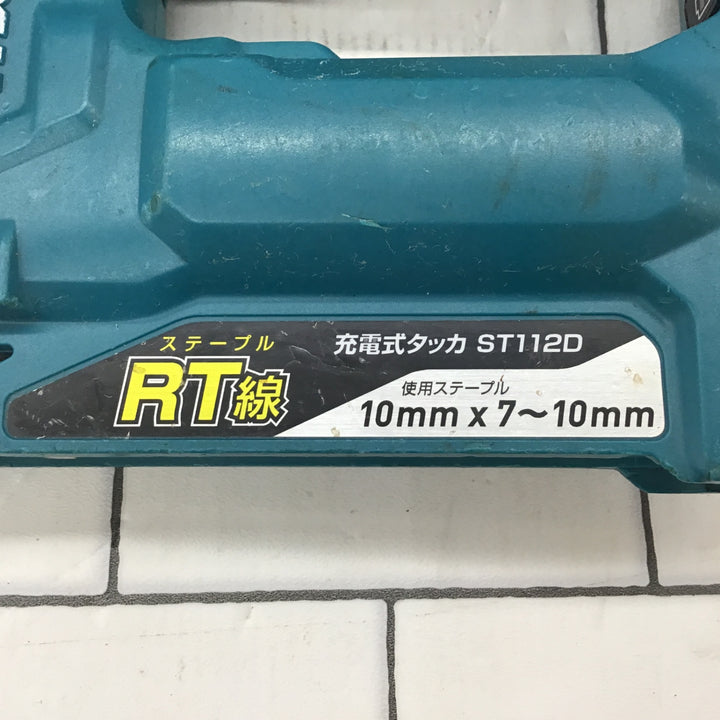 ステープル
RT線
充電式タッカ ST112D
使用ステープル
10mm x 7〜10mm